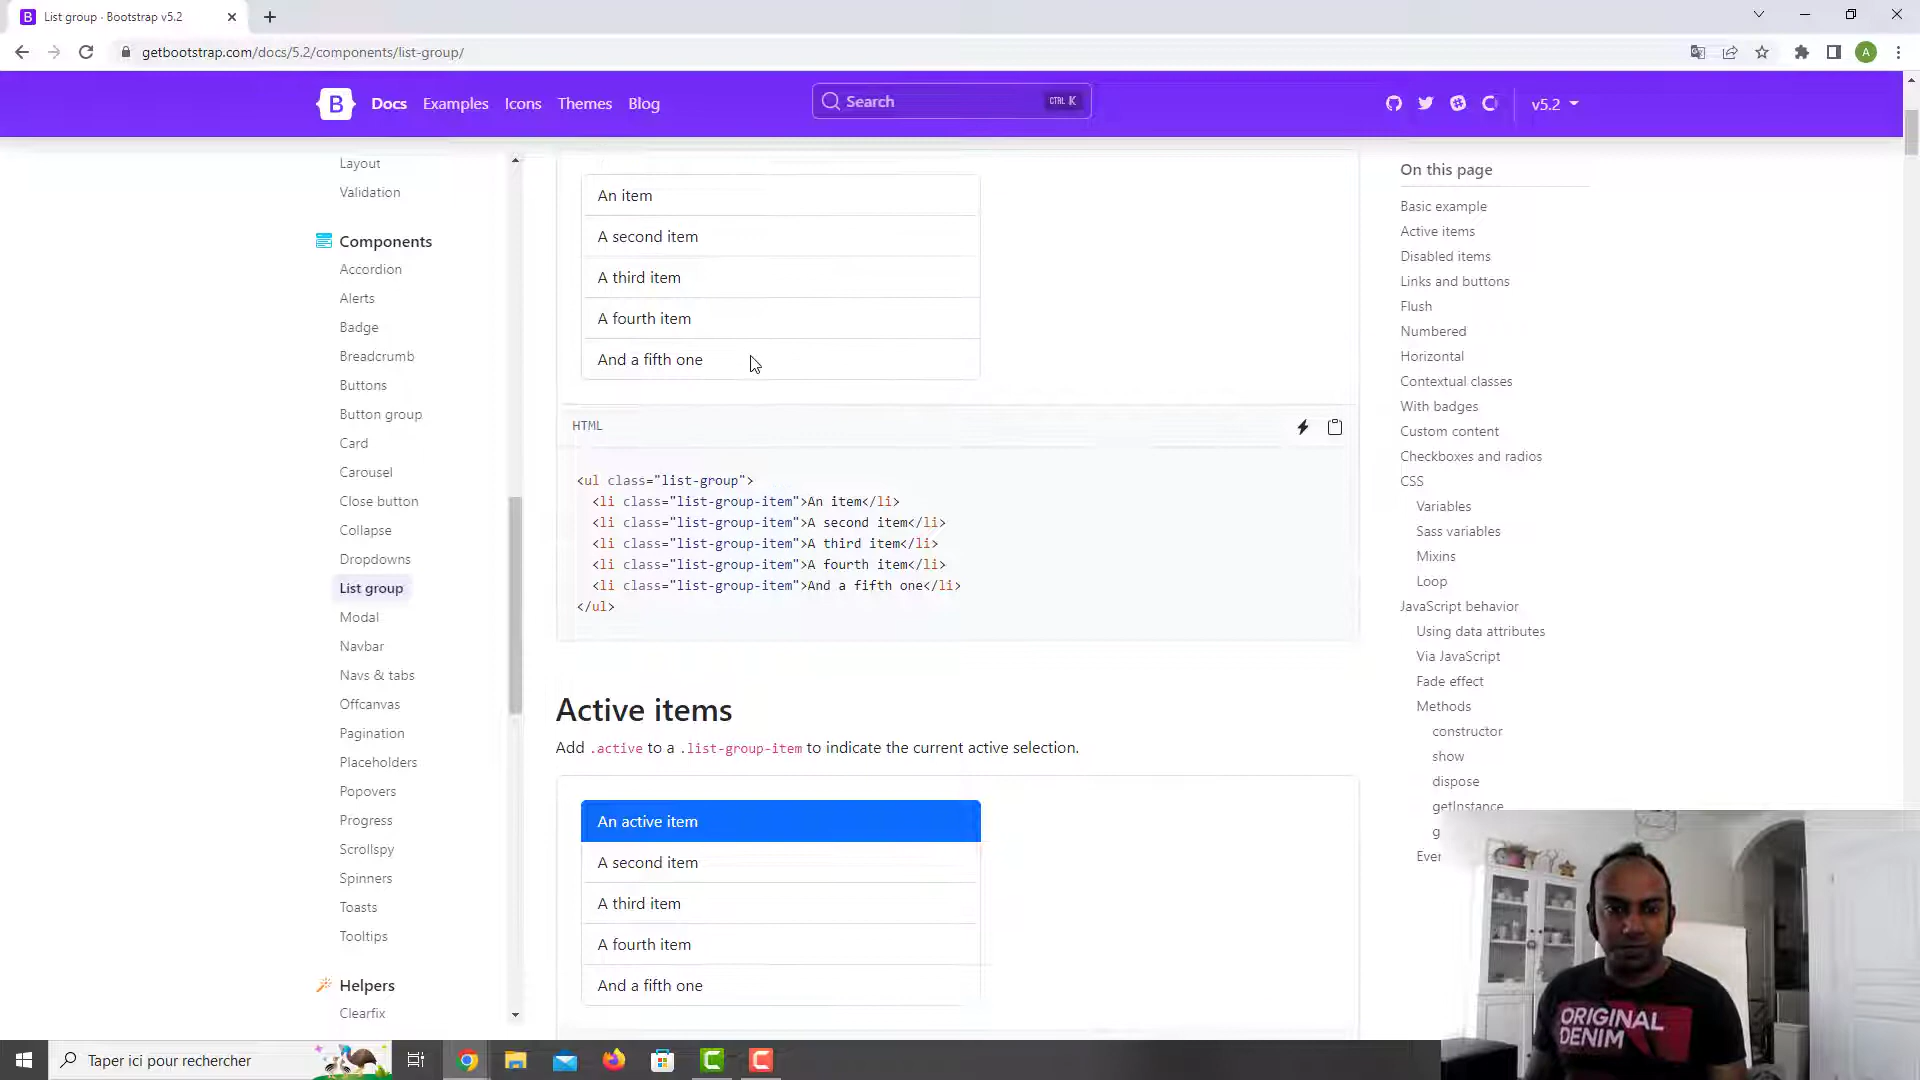 List group · Bootstrap v5.2
getbootstrap.com/docs/5.2/components/list-group/
A
B
Docs
Examples
Icons
Themes
Blog
Search
CTRL K
v5.2
Layout
Validation
Components
Accordion
Alerts
Badge
Breadcrumb
Buttons
Button group
Card
Carousel
Close button
Collapse
Dropdowns
List group
Modal
Navbar
Navs & tabs
Offcanvas
Pagination
Placeholders
Popovers
Progress
Scrollspy
Spinners
Toasts
Tooltips
Helpers
Clearfix
An item
A second item
A third item
A fourth item
And a fifth one
HTML
<ul class="list-group">
<li class="list-group-item">An item</li>
<li class="list-group-item">A second item</li>
<li class="list-group-item">A third item</li>
<li class="list-group-item">A fourth item</li>
<li class="list-group-item">And a fifth one</li>
</ul>
Active items
Add .active to a .list-group-item to indicate the current active selection.
An active item
A second item
A third item
A fourth item
And a fifth one
On this page
Basic example
Active items
Disabled items
Links and buttons
Flush
Numbered
Horizontal
Contextual classes
With badges
Custom content
Checkboxes and radios
CSS
Variables
Sass variables
Mixins
Loop
JavaScript behavior
Using data attributes
Via JavaScript
Fade effect
Methods
constructor
show
dispose
getInstance
g
Ever
ORIGINAL
DENIM
Taper ici pour rechercher